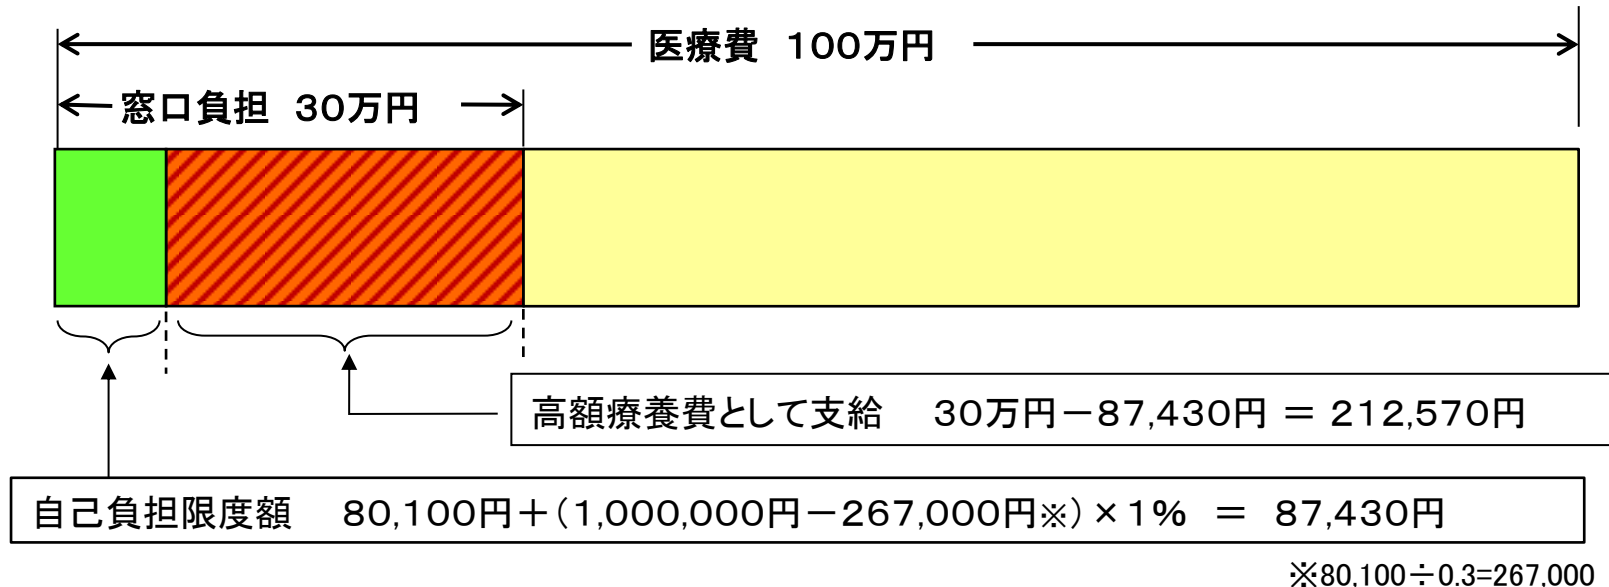 医療費　100万円
窓口負担　30万円
高額療養費として支給　30万円－87,430円 ＝ 212,570円
自己負担限度額　80,100円＋（1,000,000円－267,000円※）×1%　＝　87,430円
※80,100÷0.3=267,000